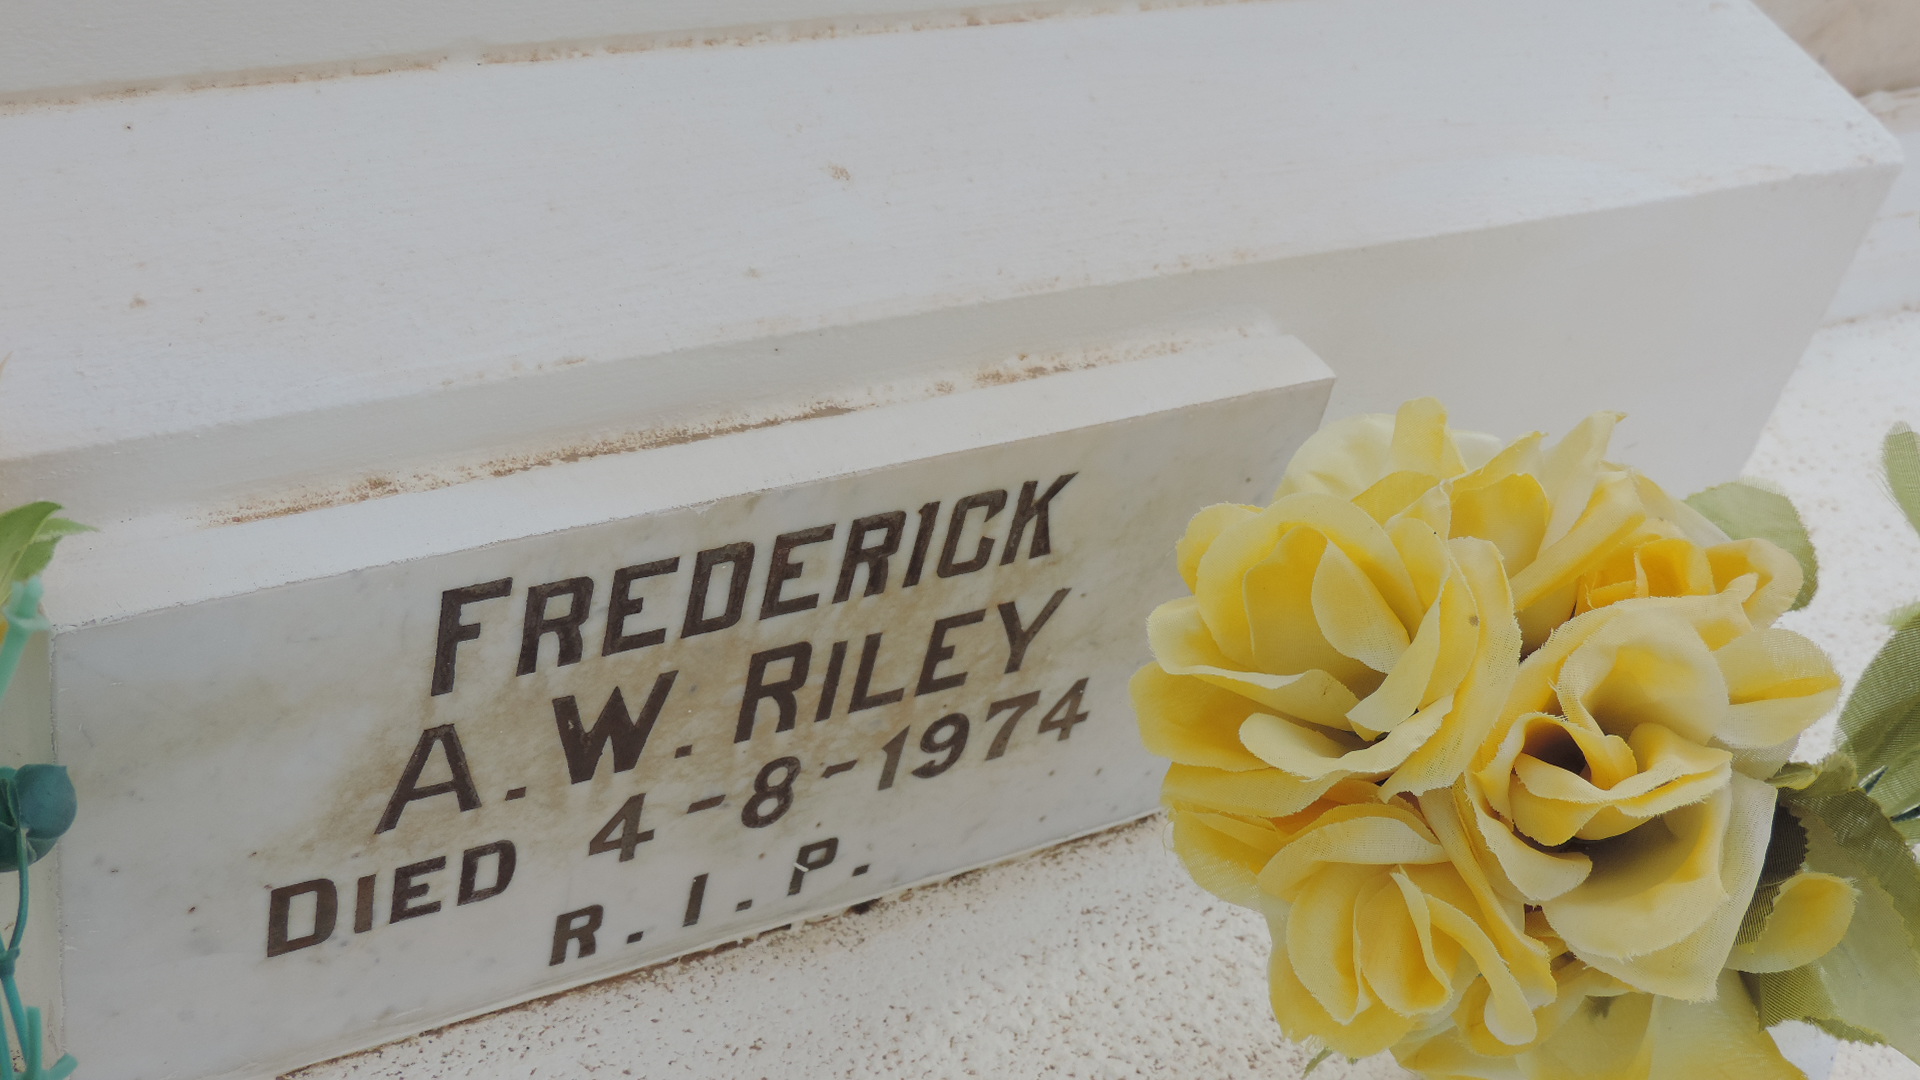 FREDERICK
A. W. RILEY
DIED 4-8-1974
R. I. P.